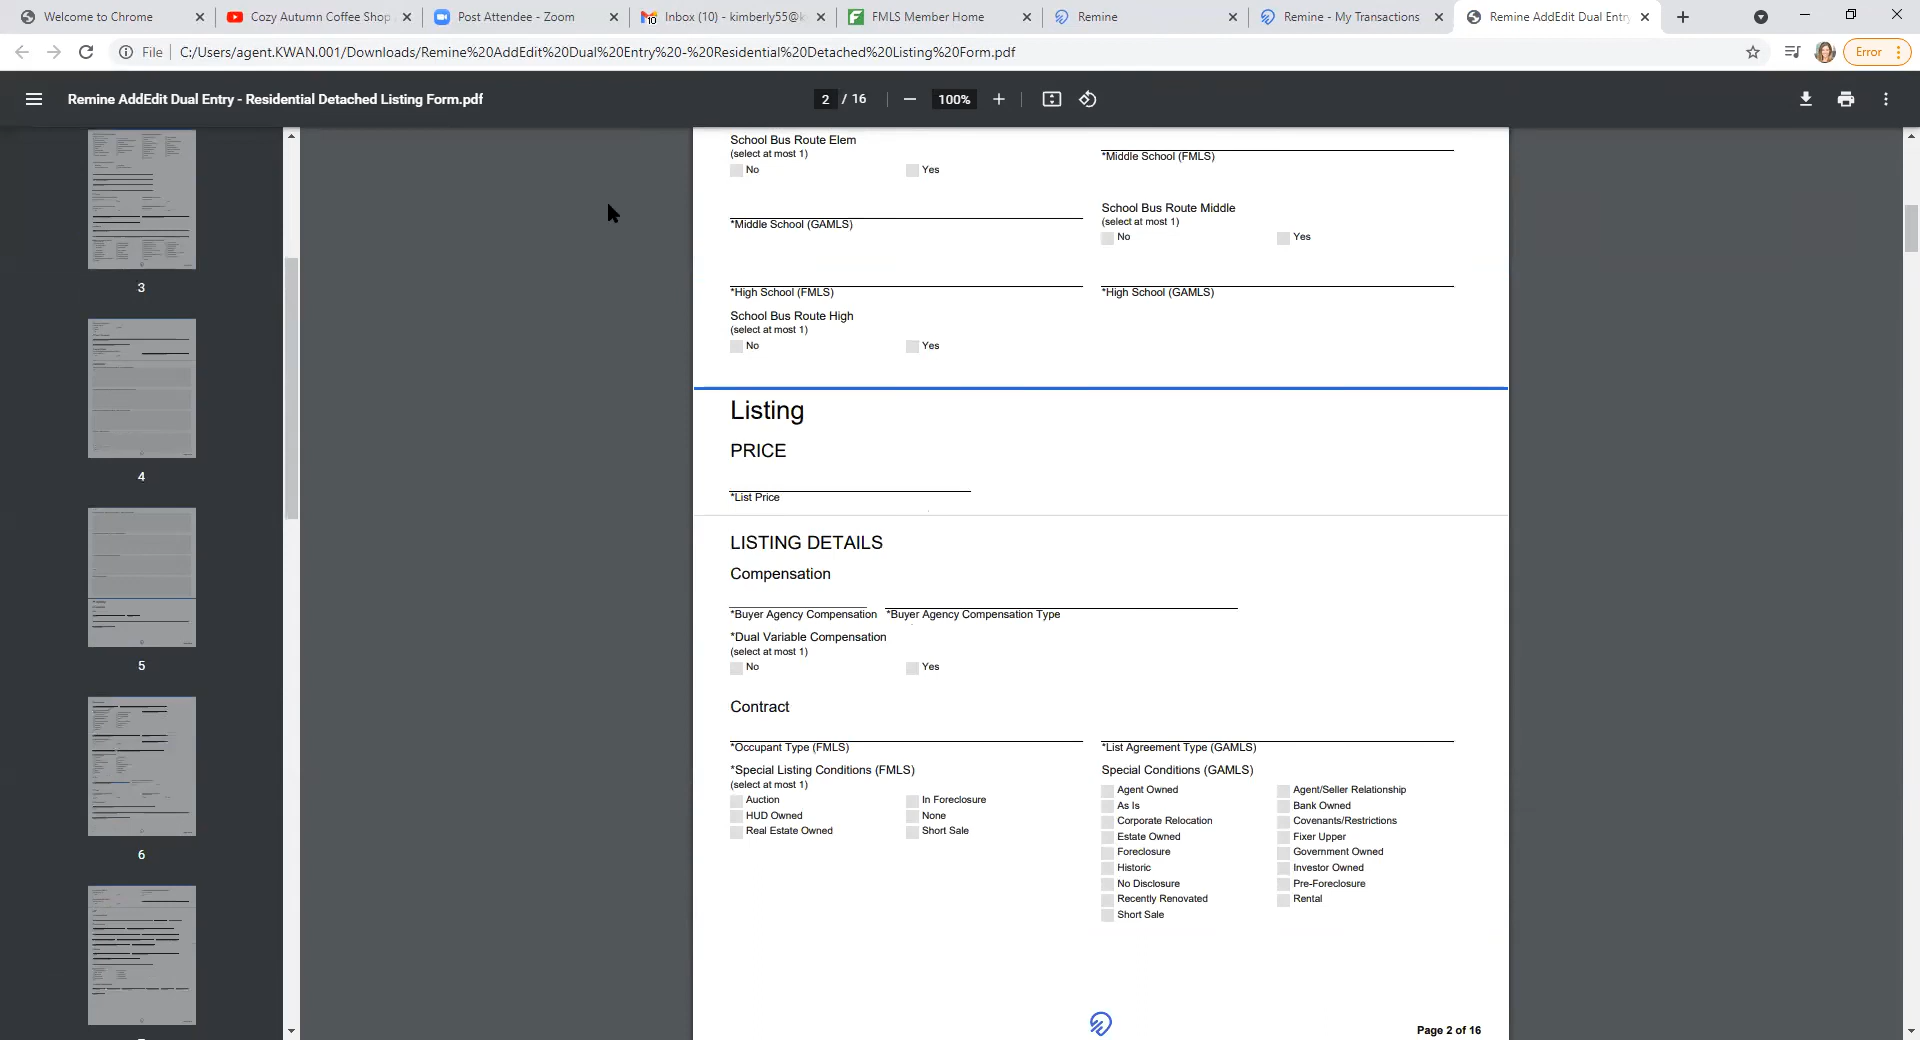 Welcome to Chrome
Cozy Autumn Coffee Shop
Post Attendee - Zoom
Inbox (10) - kimberly55@k
FMLS Member Home
Remine
Remine - My Transactions
Remine AddEdit Dual Entry
File
C:/Users/agent.KWAN.001/Downloads/Remine%20AddEdit%20Dual%20Entry%20-%20Residential%20Detached%20Listing%20Form.pdf
Error
Remine AddEdit Dual Entry - Residential Detached Listing Form.pdf
2 / 16
100%
3
4
5
6
School Bus Route Elem
(select at most 1)
No
Yes
*Middle School (FMLS)
*Middle School (GAMLS)
School Bus Route Middle
(select at most 1)
No
Yes
*High School (FMLS)
*High School (GAMLS)
School Bus Route High
(select at most 1)
No
Yes
Listing
PRICE
*List Price
LISTING DETAILS
Compensation
*Buyer Agency Compensation
*Buyer Agency Compensation Type
*Dual Variable Compensation
(select at most 1)
No
Yes
Contract
*Occupant Type (FMLS)
*List Agreement Type (GAMLS)
*Special Listing Conditions (FMLS)
(select at most 1)
Auction
In Foreclosure
HUD Owned
None
Real Estate Owned
Short Sale
Special Conditions (GAMLS)
Agent Owned
Agent/Seller Relationship
As Is
Bank Owned
Corporate Relocation
Covenants/Restrictions
Estate Owned
Fixer Upper
Foreclosure
Government Owned
Historic
Investor Owned
No Disclosure
Pre-Foreclosure
Recently Renovated
Rental
Short Sale
Page 2 of 16